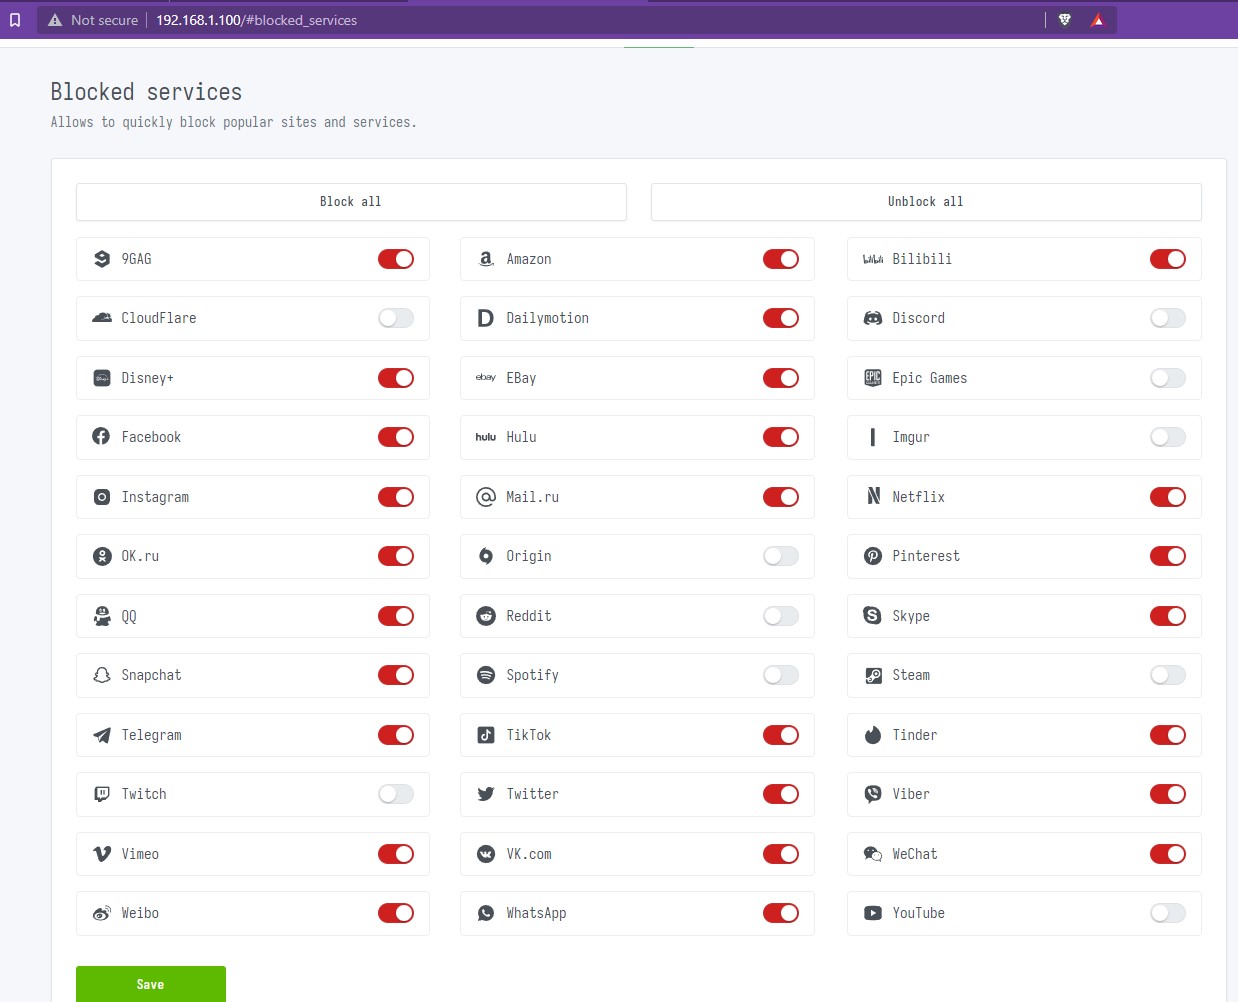 Not secure 192.168.1.100/#blocked_services
Blocked services
Allows to quickly block popular sites and services.
Block all Unblock all
9GAG Amazon Bilibili
CloudFlare Dailymotion Discord
Disney+ ebay EBay EPIC Epic Games
Facebook hulu Hulu Imgur
Instagram Mail.ru Netflix
OK.ru Origin Pinterest
QQ Reddit Skype
Snapchat Spotify Steam
Telegram TikTok Tinder
Twitch Twitter Viber
Vimeo VK.com WeChat
Weibo WhatsApp YouTube
Save